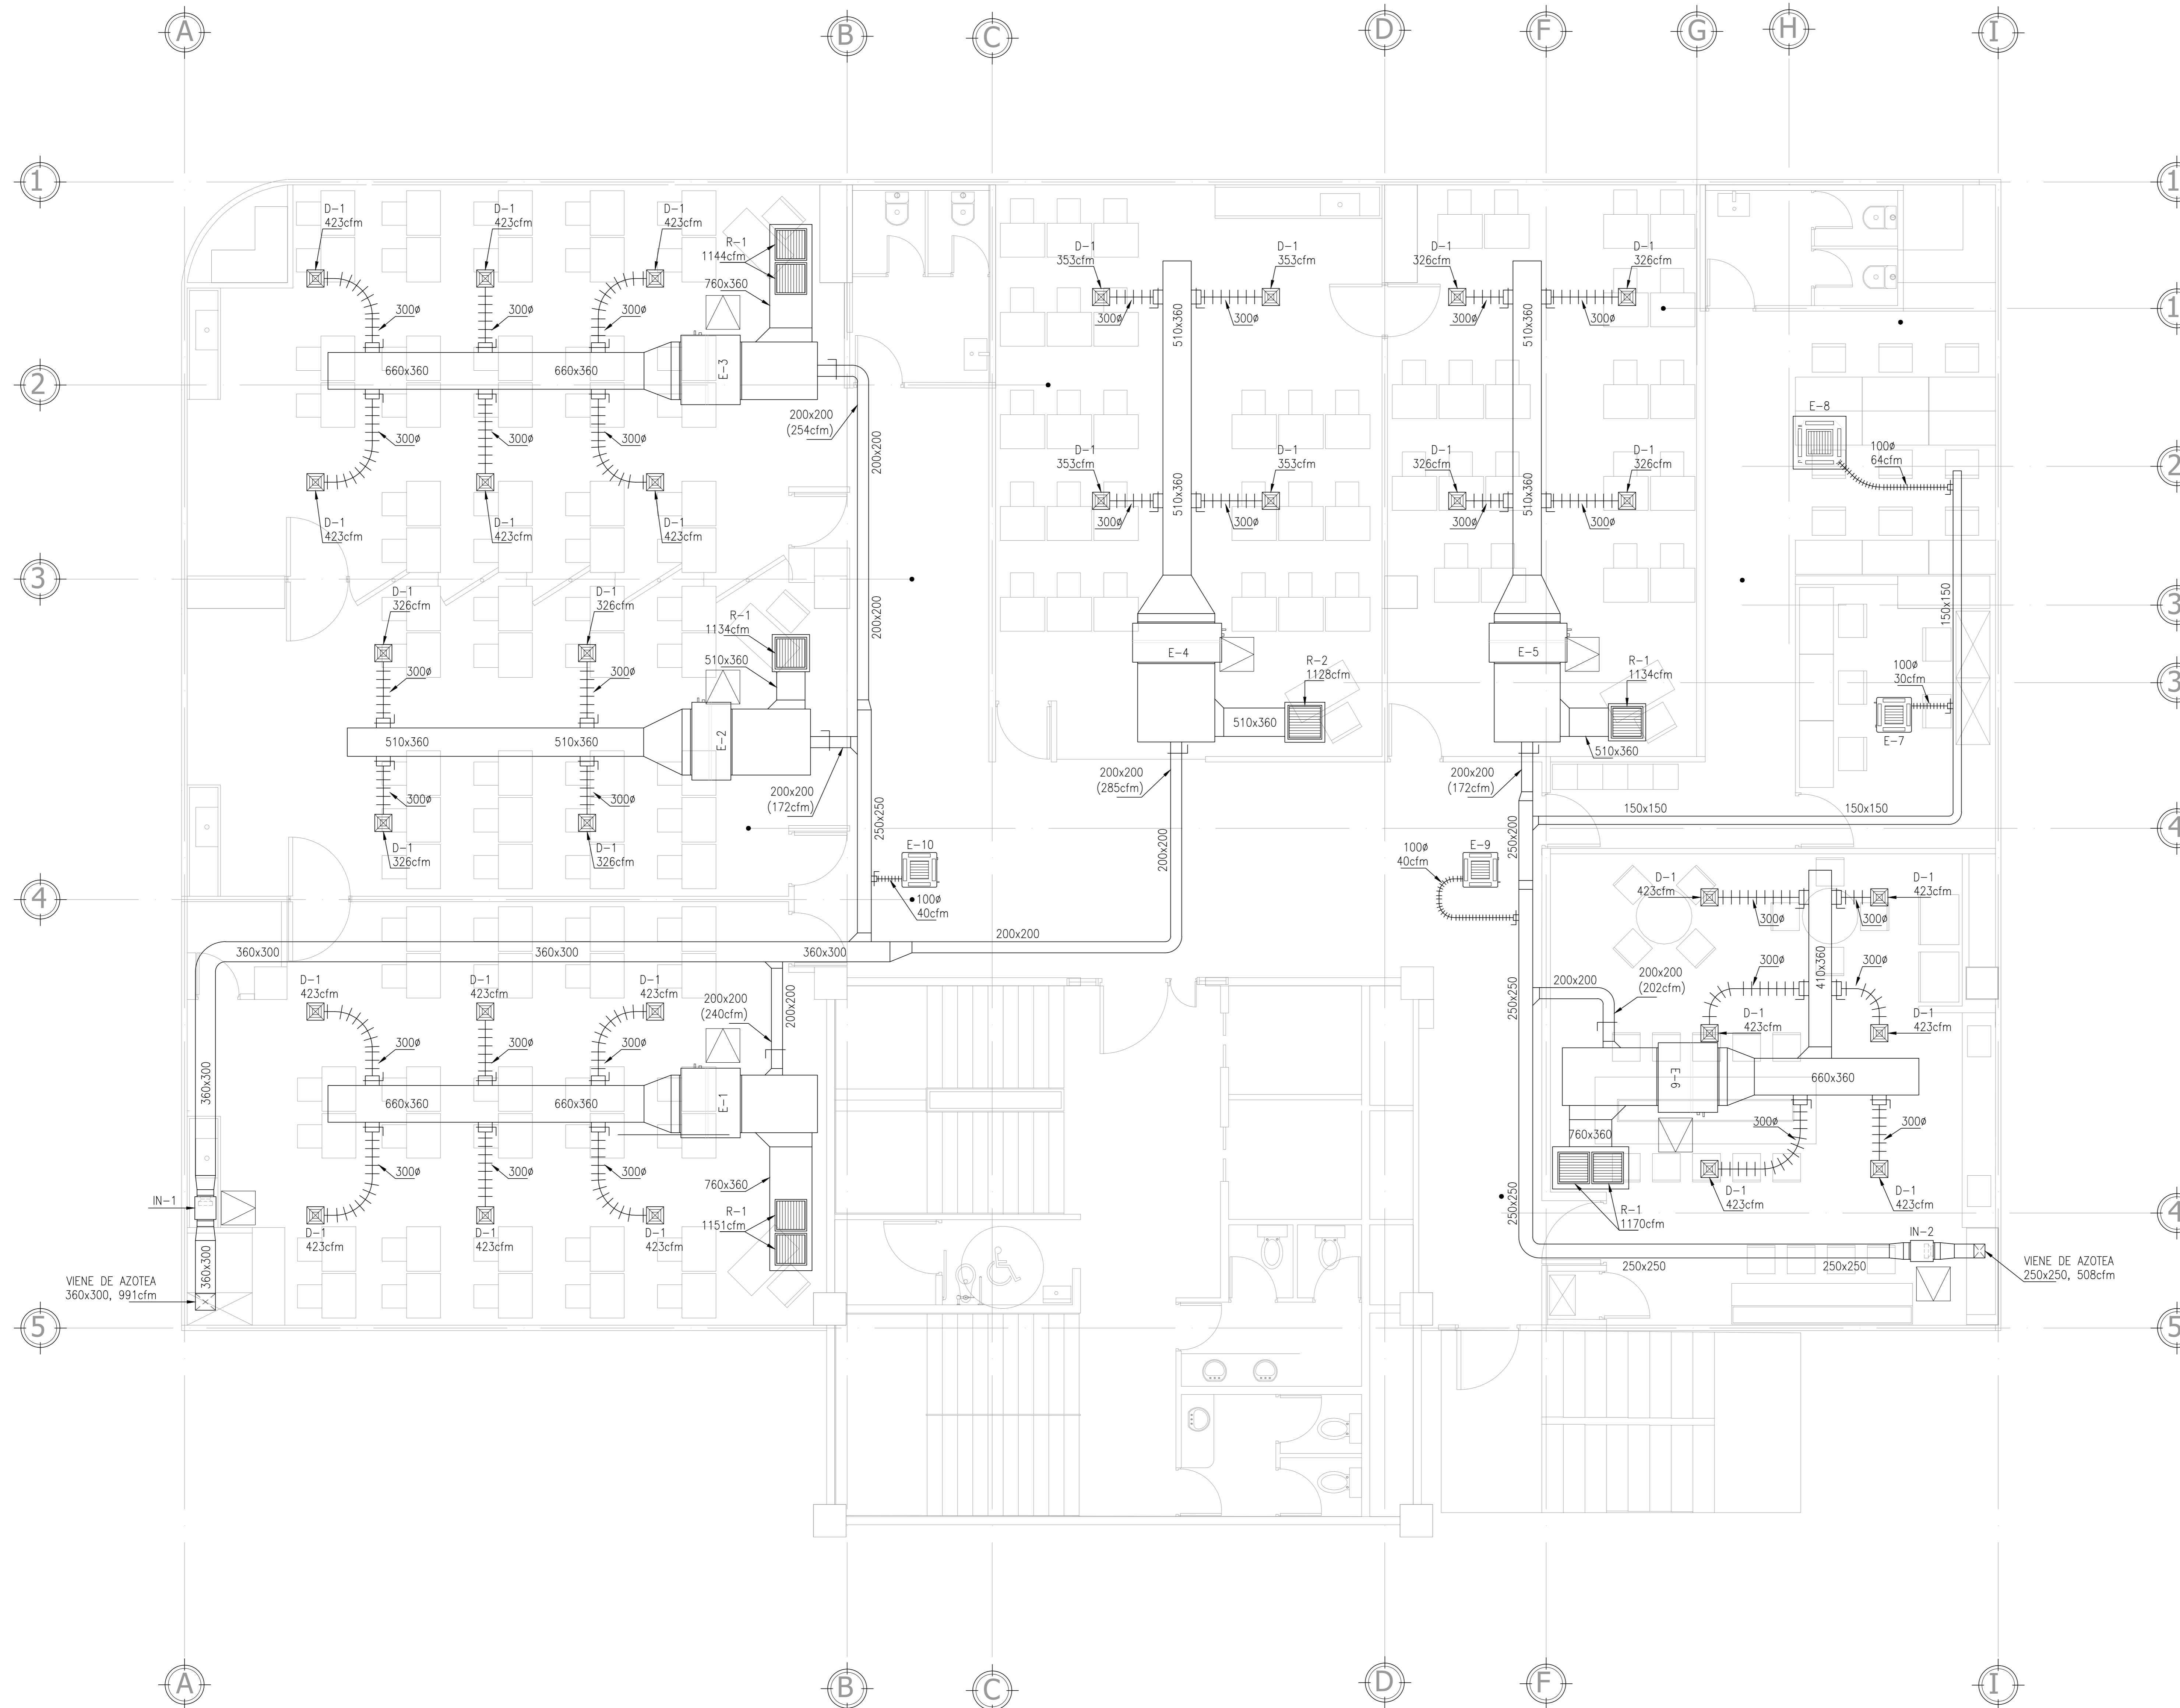 A
B
C
D
F
G
H
I
1
1
D-1
423cfm
D-1
423cfm
D-1
423cfm
R-1
1144cfm
760x360
D-1
353cfm
D-1
353cfm
D-1
326cfm
D-1
326cfm
1
300ø
300ø
300ø
300ø
300ø
300ø
300ø
510x360
510x360
2
660x360
660x360
E-3
200x200
(254cfm)
200x200
300ø
300ø
300ø
D-1
423cfm
D-1
423cfm
D-1
423cfm
D-1
353cfm
D-1
353cfm
D-1
326cfm
D-1
326cfm
300ø
300ø
300ø
300ø
510x360
510x360
E-8
100ø
64cfm
2
3
D-1
326cfm
D-1
326cfm
R-1
1134cfm
510x360
300ø
300ø
200x200
150x150
3
E-4
E-5
R-2
1128cfm
R-1
1134cfm
100ø
30cfm
E-7
3
510x360
510x360
E-2
510x360
510x360
300ø
300ø
200x200
(172cfm)
250x250
200x200
(285cfm)
200x200
200x200
(172cfm)
150x150
150x150
4
D-1
326cfm
D-1
326cfm
E-10
100ø
40cfm
100ø
40cfm
E-9
250x200
4
D-1
423cfm
D-1
423cfm
300ø
300ø
410x360
200x200
360x300
360x300
360x300
300ø
300ø
200x200
200x200
(202cfm)
250x250
D-1
423cfm
D-1
423cfm
D-1
423cfm
D-1
423cfm
D-1
423cfm
200x200
(240cfm)
200x200
300ø
300ø
300ø
360x300
660x360
660x360
E-1
E-6
660x360
760x360
300ø
300ø
300ø
300ø
300ø
760x360
R-1
1151cfm
IN-1
D-1
423cfm
D-1
423cfm
D-1
423cfm
250x250
R-1
1170cfm
D-1
423cfm
D-1
423cfm
4
360x300
VIENE DE AZOTEA
360x300, 991cfm
IN-2
250x250
250x250
VIENE DE AZOTEA
250x250, 508cfm
5
5
A
B
C
D
F
I